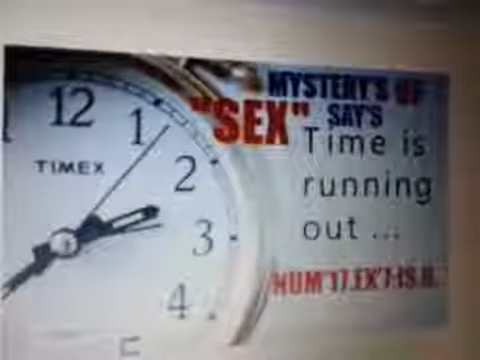 12
1
TIMEX
2
3
4
MYSTERY'S OF
"SEX" SAY'S
Time is
running
out ...